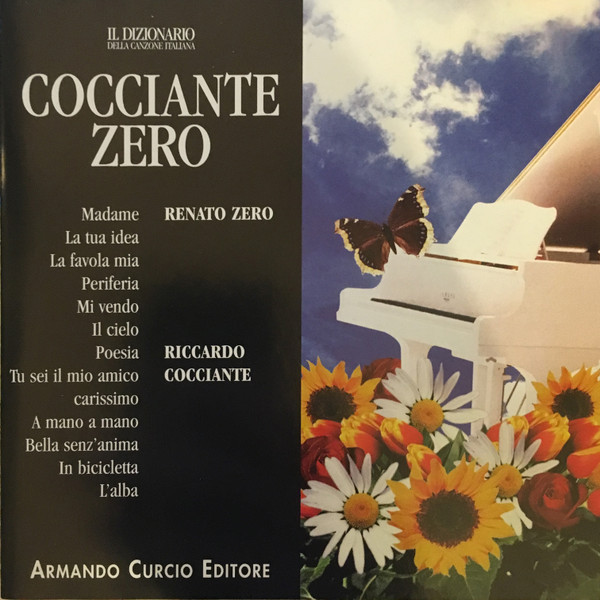 IL DIZIONARIO
DELLA CANZONE ITALIANA
COCCIANTE
ZERO
Madame RENATO ZERO
La tua idea
La favola mia
Periferia
Mi vendo
Il cielo
Poesia RICCARDO
Tu sei il mio amico COCCIANTE
carissimo
A mano a mano
Bella senz'anima
In bicicletta
L'alba
ARMANDO CURCIO EDITORE